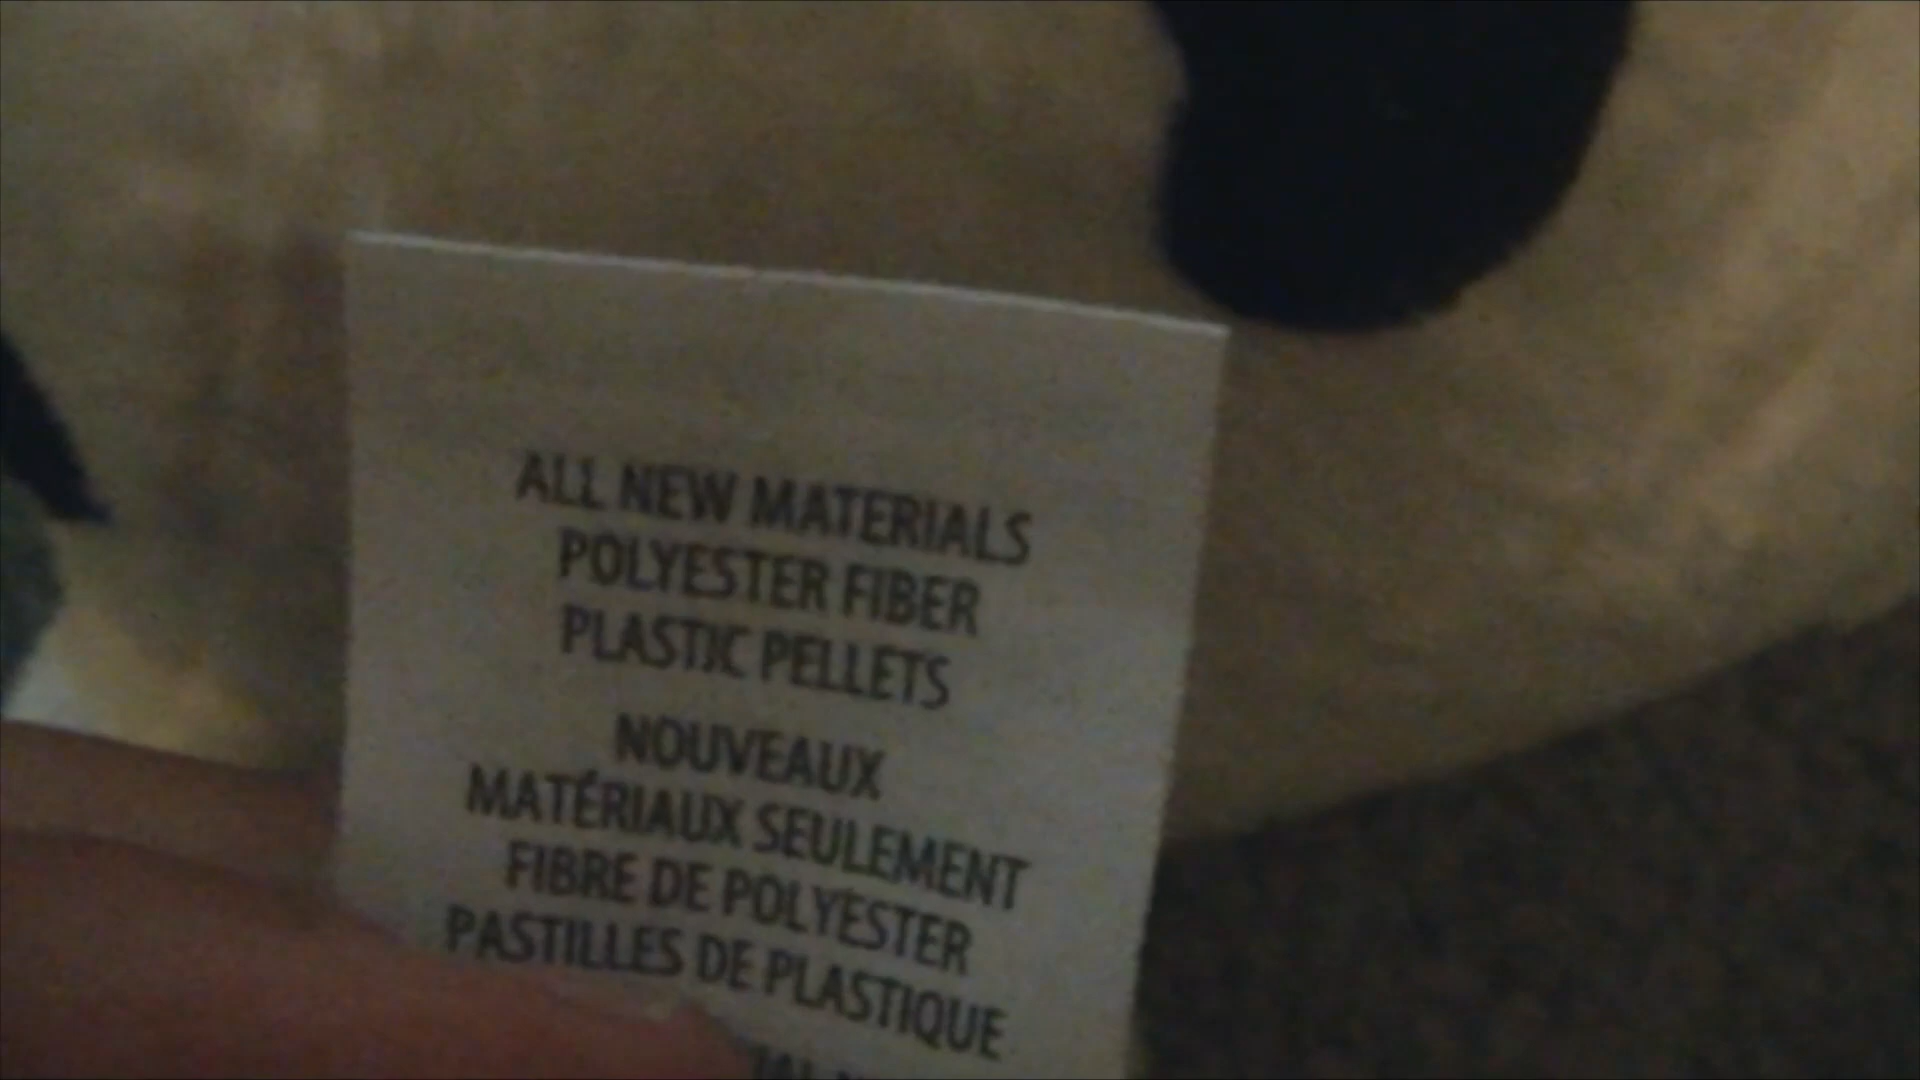 ALL NEW MATERIALS
POLYESTER FIBER
PLASTIC PELLETS
NOUVEAUX
MATÉRIAUX SEULEMENT
FIBRE DE POLYESTER
PASTILLES DE PLASTIQUE